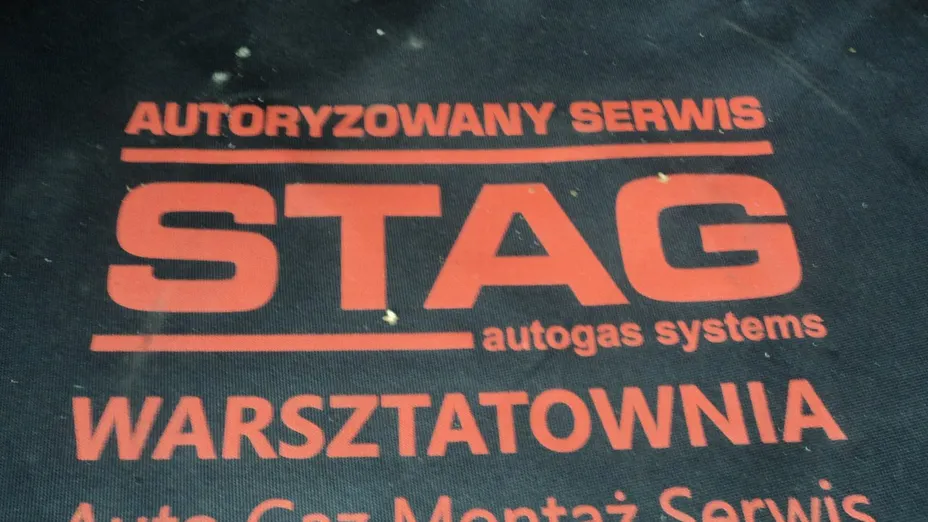 AUTORYZOWANY SERWIS
STAG
autogas systems
WARSZTATOWNIA
Auto Gaz Montaż Serwis